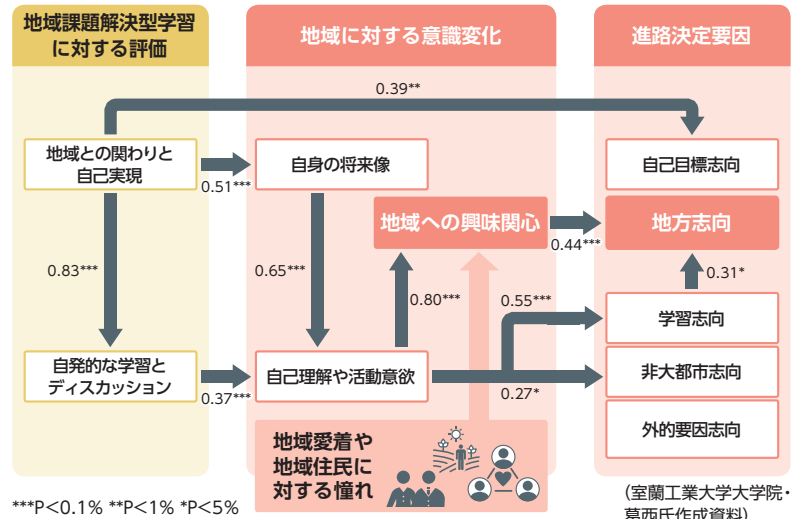 地域課題解決型学習
に対する評価
地域に対する意識変化
進路決定要因
0.39**
地域との関わりと
自己実現
0.51***
自身の将来像
自己目標志向
地域への興味関心
0.44***
地方志向
0.83***
0.65***
0.80***
0.31*
0.55***
学習志向
自発的な学習と
ディスカッション
0.37***
自己理解や活動意欲
0.27*
非大都市志向
外的要因志向
地域愛着や
地域住民に
対する憧れ
***P<0.1% **P<1% *P<5%
(室蘭工業大学大学院・
葛西氏作成資料)